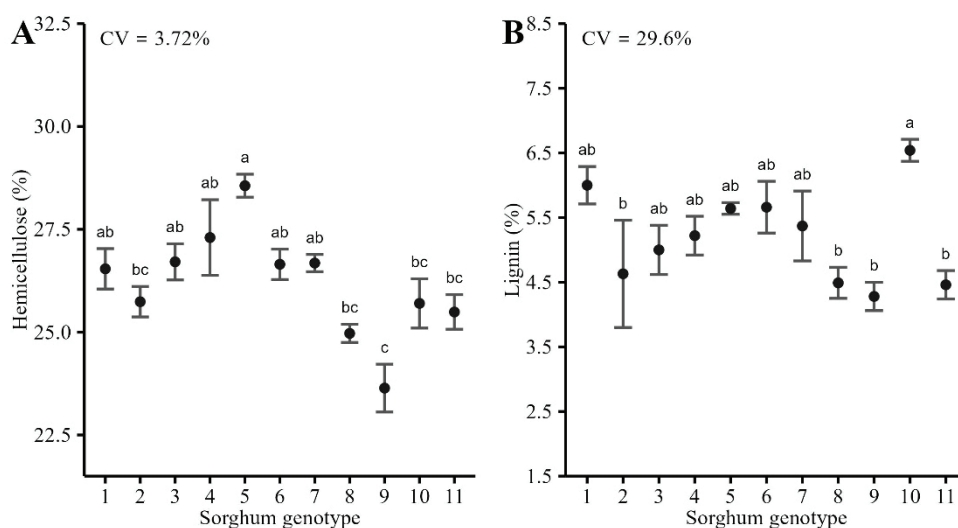 A
CV = 3.72%
32.5
30.0
27.5
25.0
22.5
Hemicellulose (%)
ab
bc
ab
ab
a
ab
ab
bc
c
bc
bc
1 2 3 4 5 6 7 8 9 10 11
Sorghum genotype
B
CV = 29.6%
8.5
7.5
6.5
5.5
4.5
3.5
2.5
1.5
Lignin (%)
ab
b
ab
ab
ab
ab
ab
b
b
a
b
1 2 3 4 5 6 7 8 9 10 11
Sorghum genotype